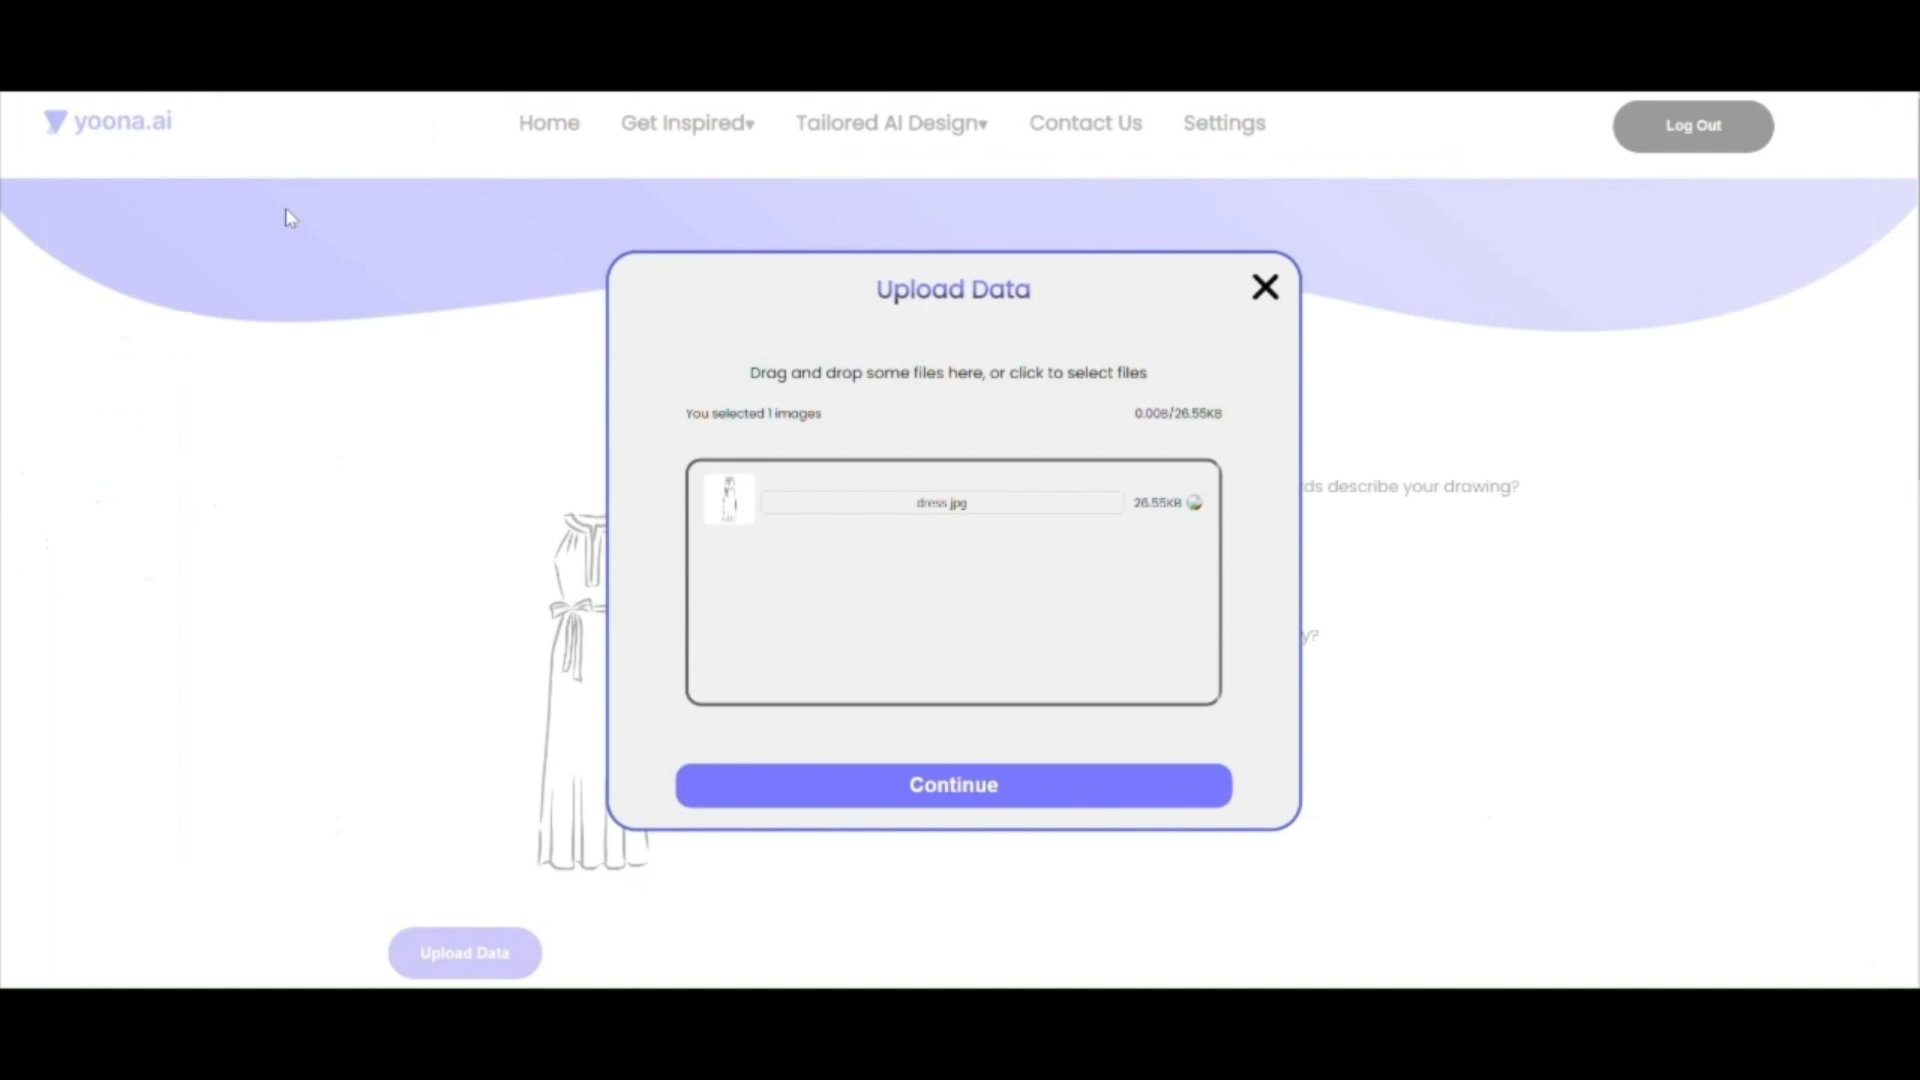 yoona.ai
Home Get Inspired▾ Tailored AI Design▾ Contact Us Settings
Log Out
Upload Data
Drag and drop some files here, or click to select files
You selected 1 images 0.00B/26.55KB
dress.jpg 26.55KB
describe your drawing?
Continue
Upload Data